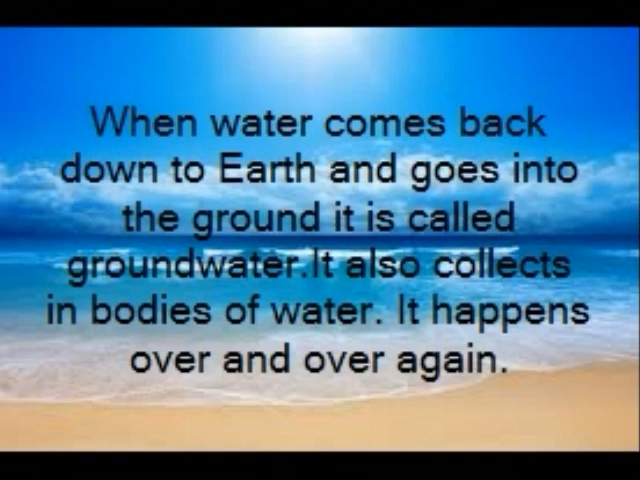 When water comes back
down to Earth and goes into
the ground it is called
groundwater.It also collects
in bodies of water. It happens
over and over again.